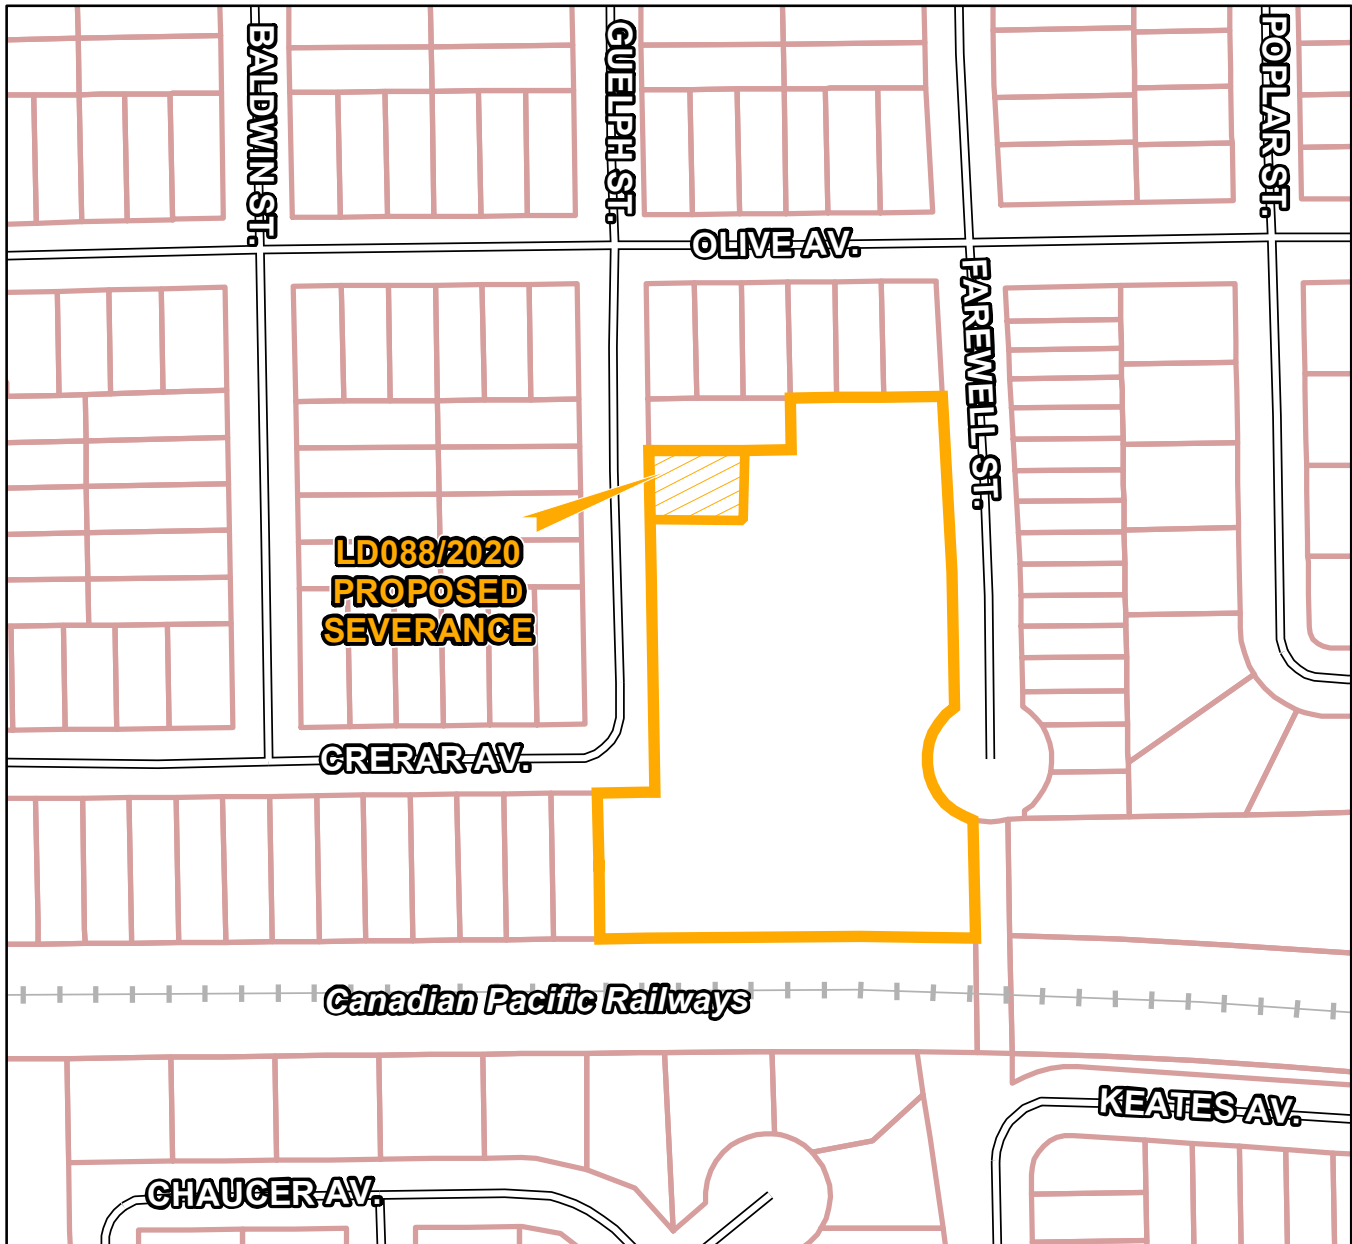 BALDWIN ST.
GUELPH ST.
POPLAR ST.
OLIVE AV.
FAREWELL ST.
LD088/2020
PROPOSED
SEVERANCE
CRERAR AV.
Canadian Pacific Railways
KEATES AV.
CHAUCER AV.